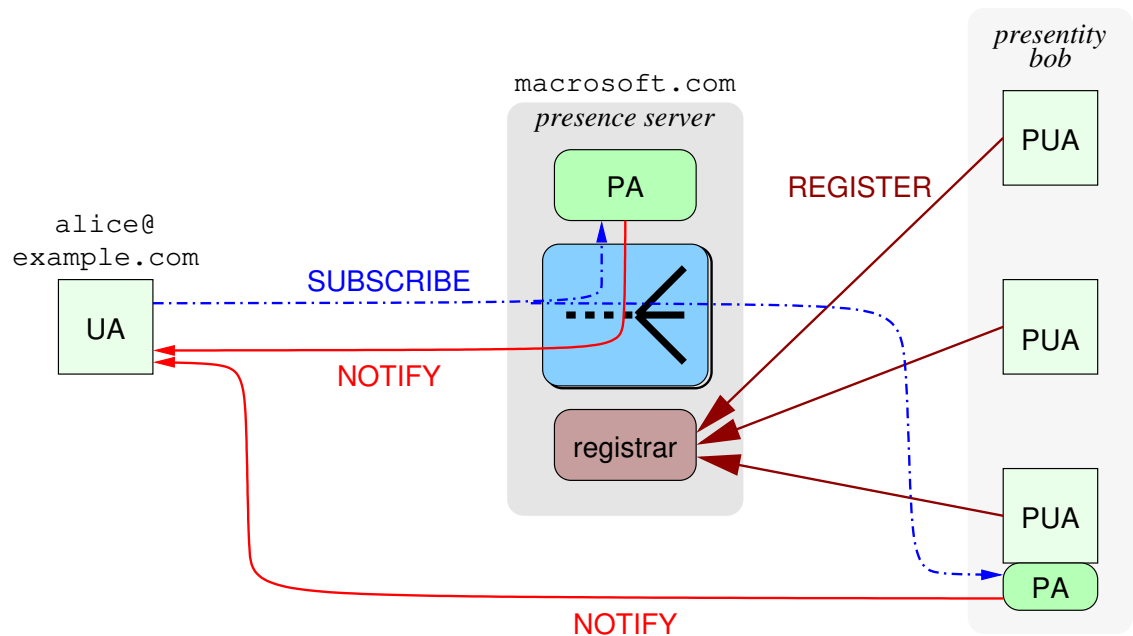 presentity
bob
macrosoft.com
presence server
PUA
PA
REGISTER
alice@
example.com
SUBSCRIBE
UA
PUA
NOTIFY
registrar
PUA
PA
NOTIFY